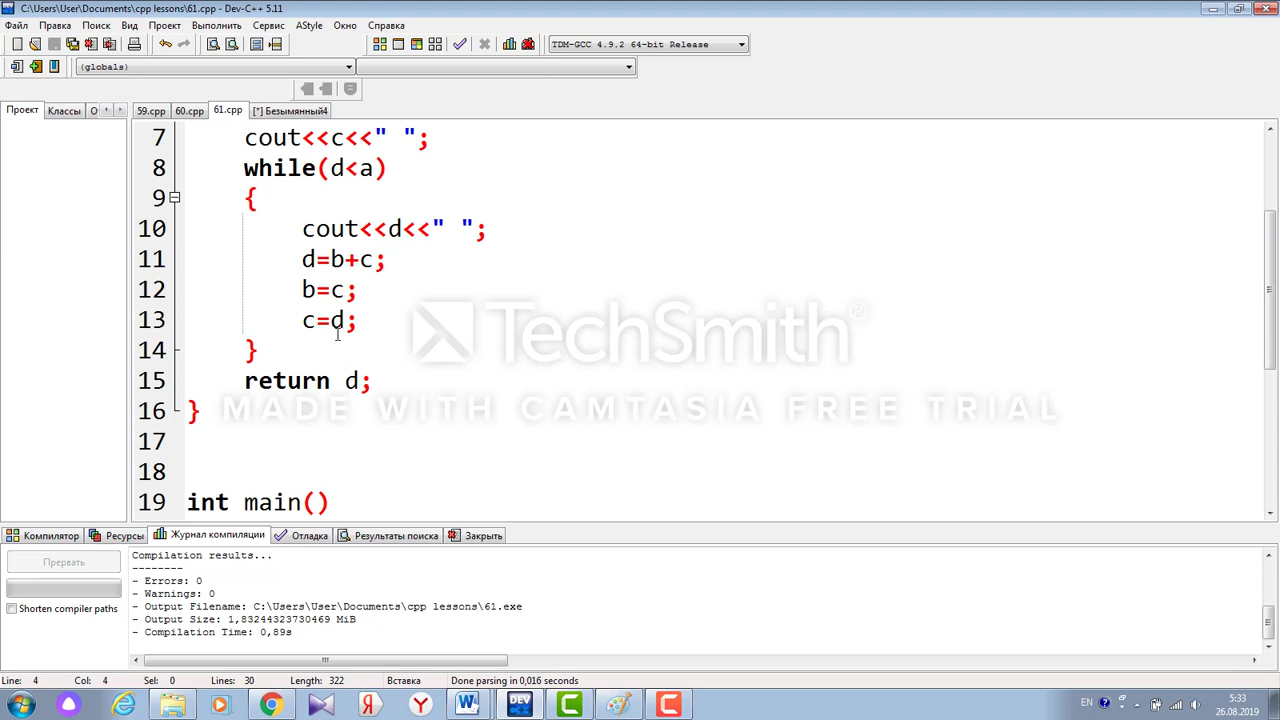 C:\Users\User\Documents\cpp lessons\61.cpp - Dev-C++ 5.11
Файл Правка Поиск Вид Проект Выполнить Сервис AStyle Окно Справка
TDM-GCC 4.9.2 64-bit Release
(globals)
Проект Классы О 59.cpp 60.cpp 61.cpp [*] Безымянный4
7 cout<<c<<" ";
8 while(d<a)
9 {
10 cout<<d<<" ";
11 d=b+c;
12 b=c;
13 c=d;
14 }
15 return d;
16 }
17
18
19 int main()
TechSmith®
MADE WITH CAMTASIA FREE TRIAL
Компилятор Ресурсы Журнал компиляции Отладка Результаты поиска Закрыть
Прервать
Shorten compiler paths
Compilation results...
--------
- Errors: 0
- Warnings: 0
- Output Filename: C:\Users\User\Documents\cpp lessons\61.exe
- Output Size: 1,83244323730469 MiB
- Compilation Time: 0,89s
Line: 4 Col: 4 Sel: 0 Lines: 30 Length: 322 Вставка Done parsing in 0,016 seconds
EN 5:33
26.08.2019